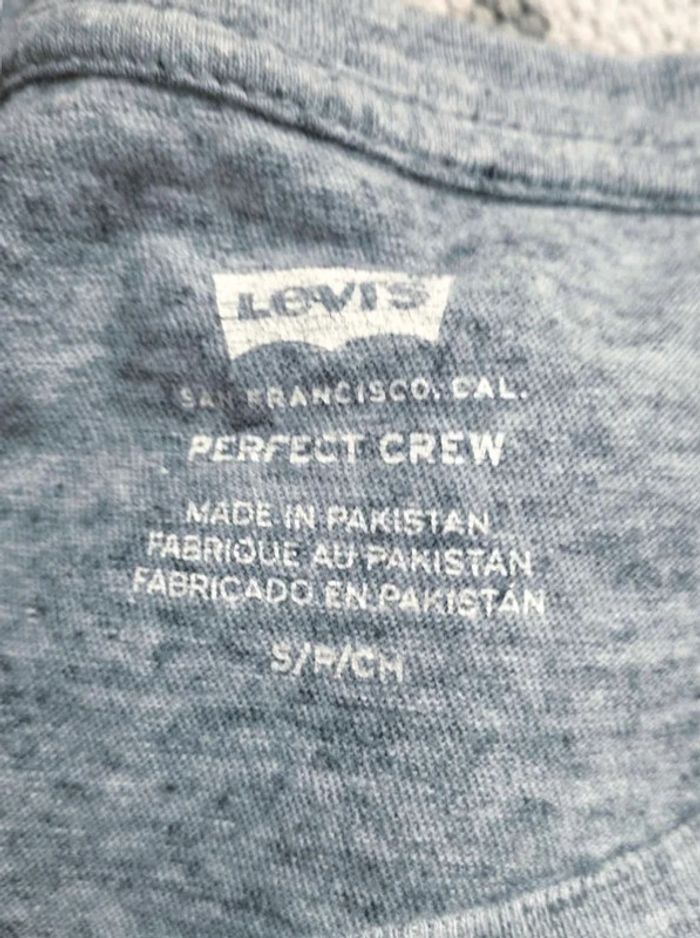 LEVI'S
SAN FRANCISCO, CAL.
PERFECT CREW
MADE IN PAKISTAN
FABRIQUE AU PAKISTAN
FABRICADO EN PAKISTÁN
S/P/CH